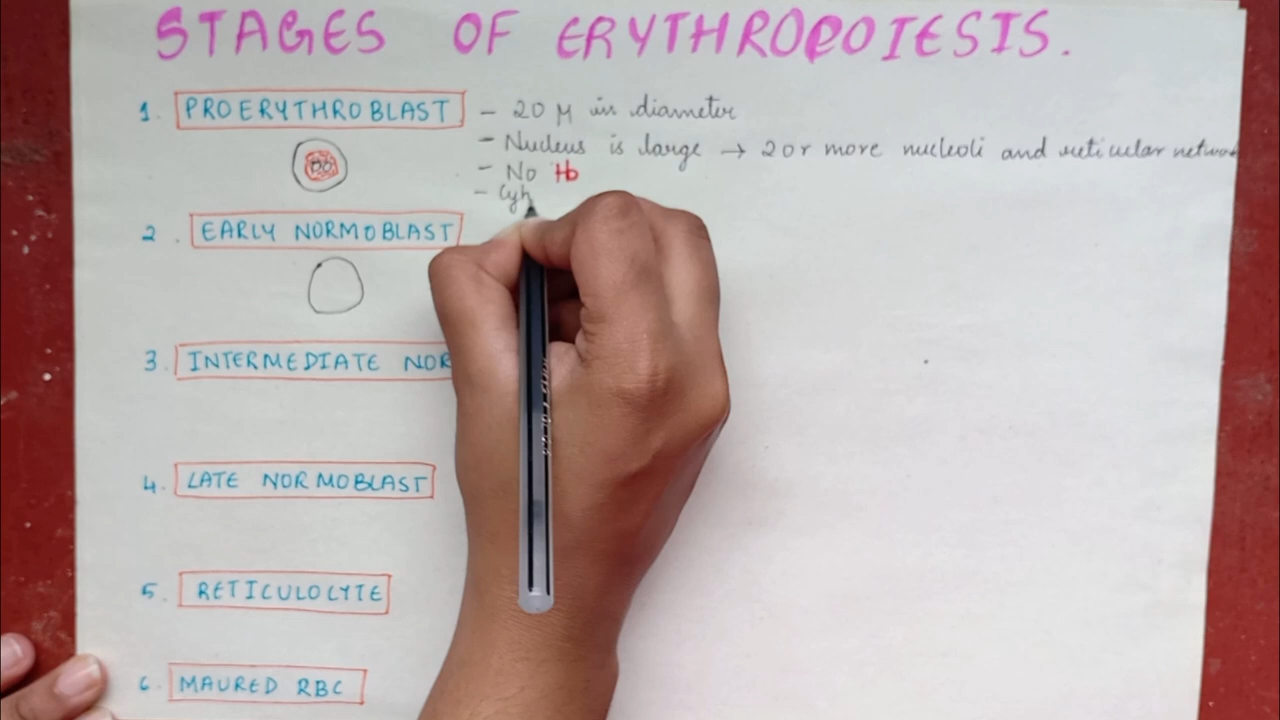 STAGES OF ERYTHROPOIESIS.
1. PROERYTHROBLAST - 20 M in diameter
- Nucleus is large → 2 or more nucleoli and reticular network
- No Hb
- Cyt
2. EARLY NORMOBLAST
3. INTERMEDIATE NOR
4. LATE NORMOBLAST
5. RETICULOCYTE
6. MAURED RBC